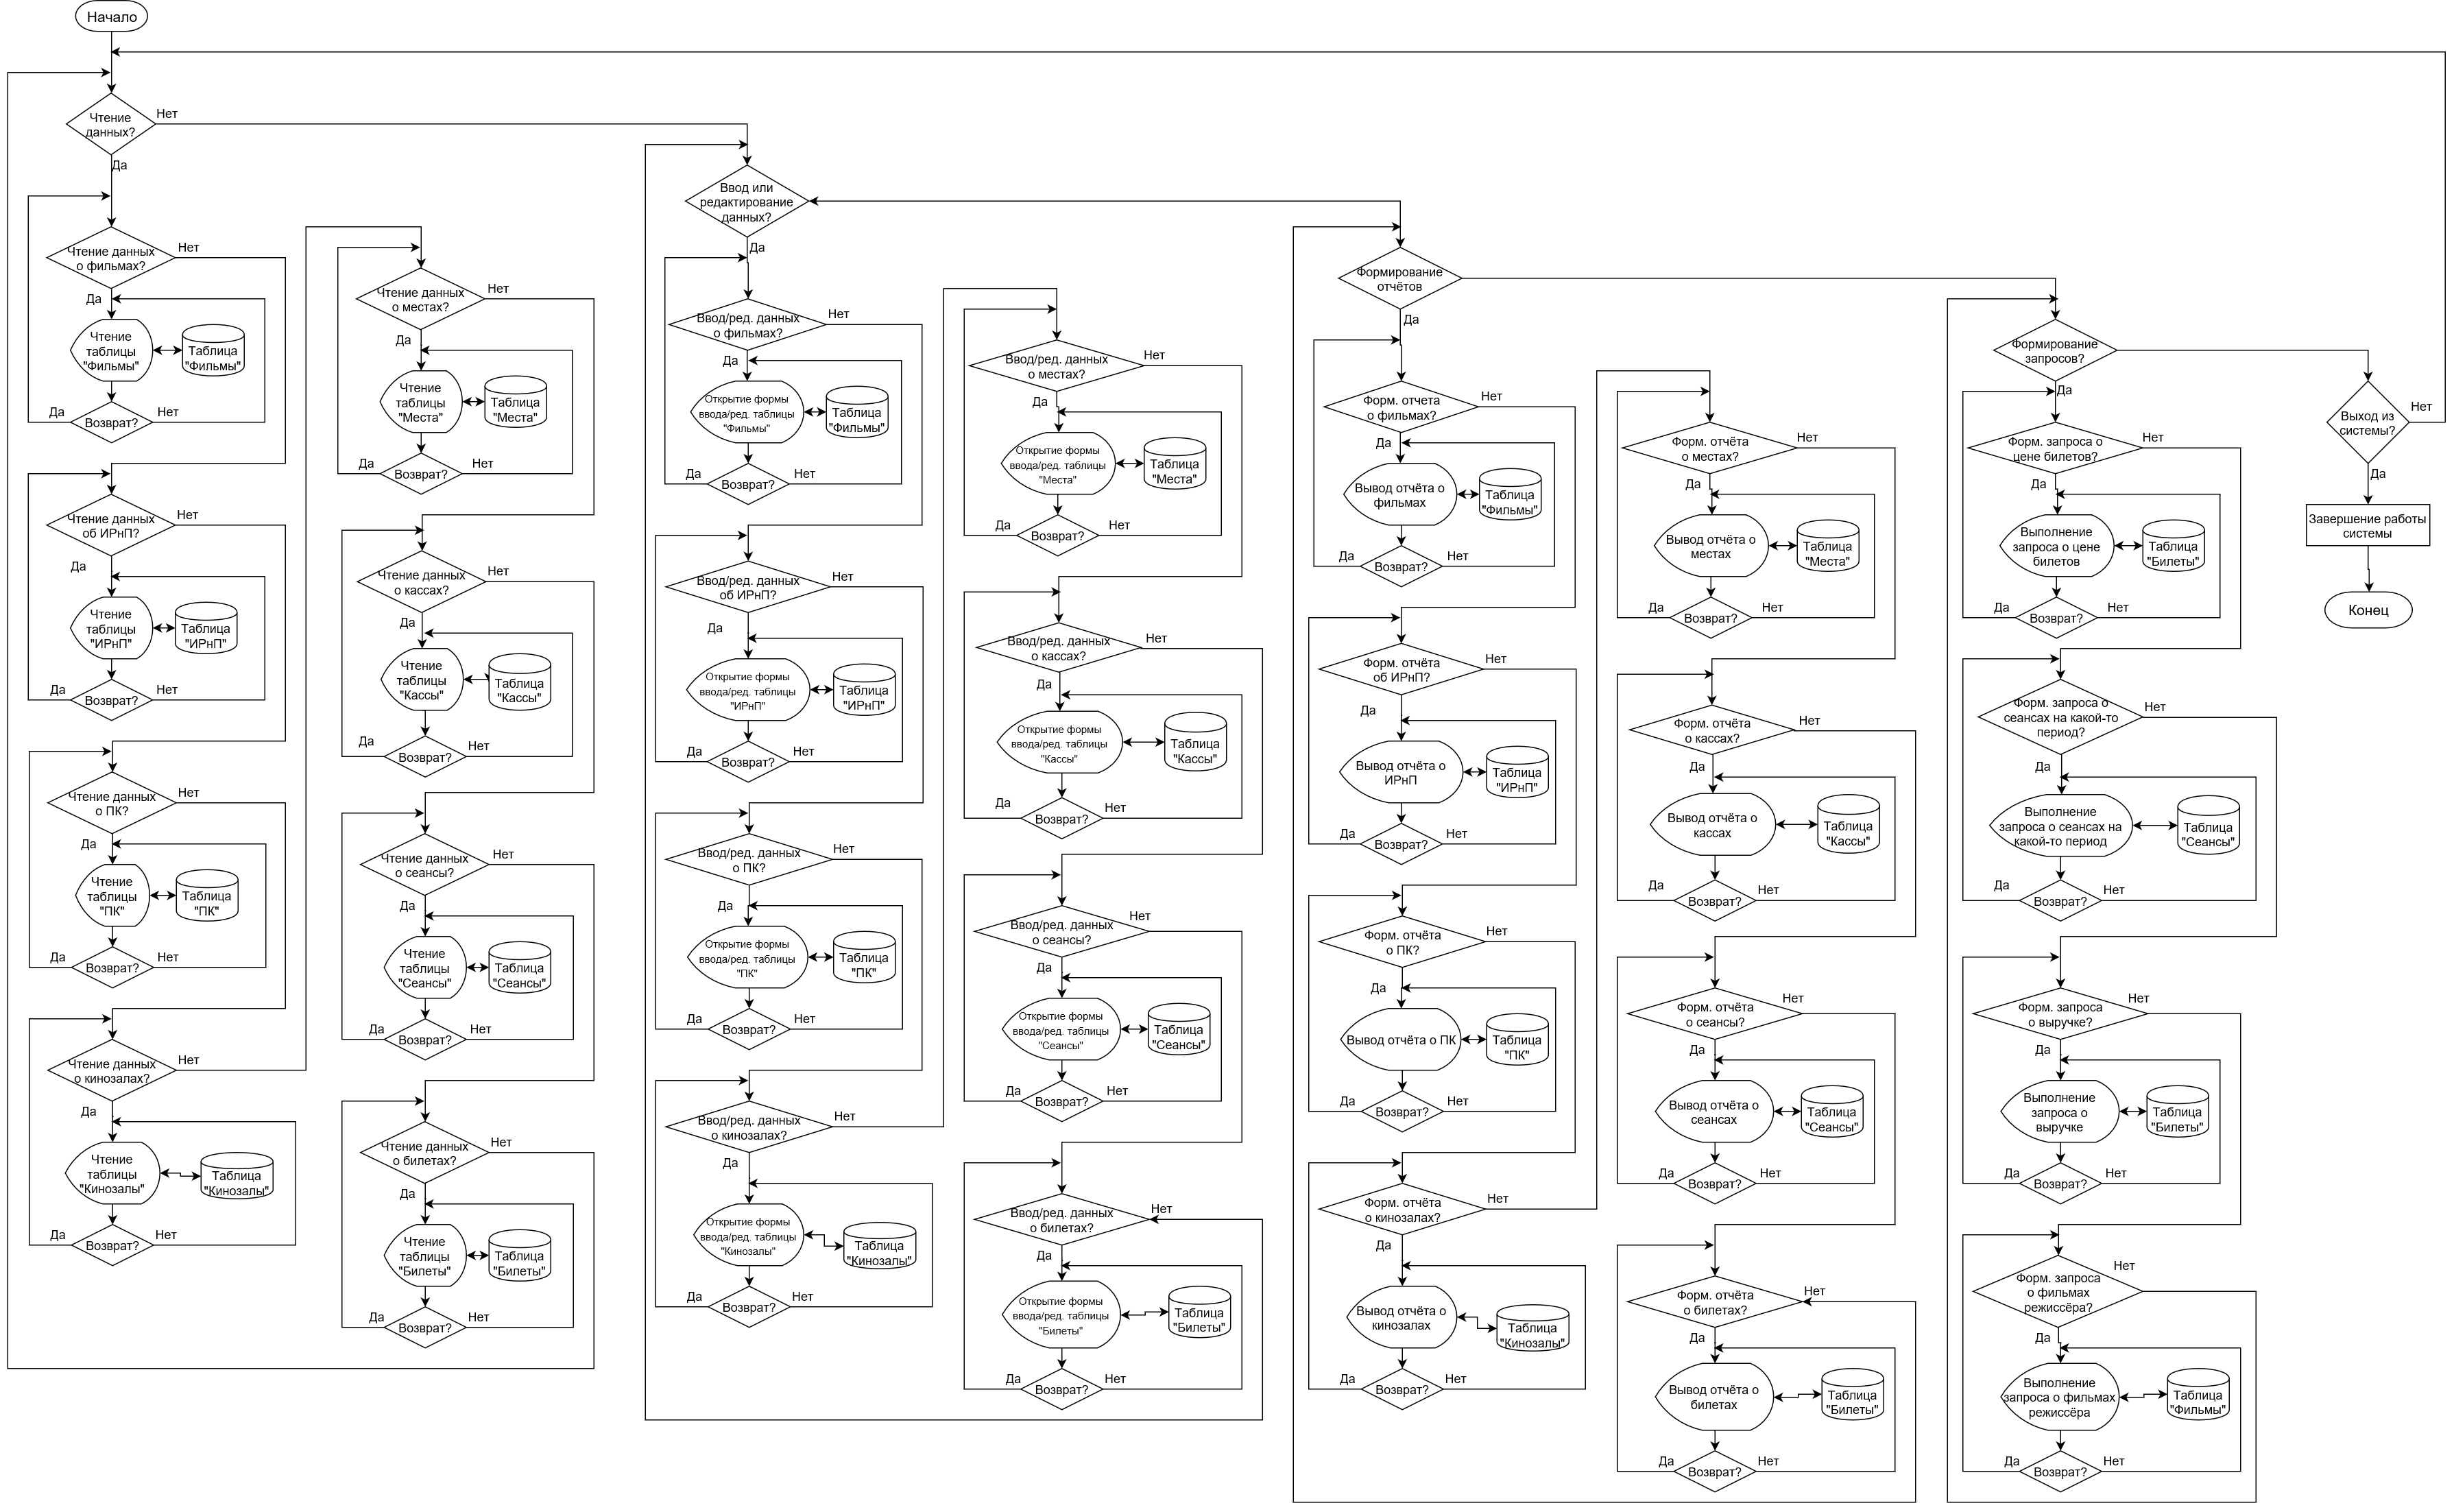 Начало
Чтение
данных?
Нет
Да
Чтение данных
о фильмах?
Нет
Да
Чтение
таблицы
"Фильмы"
Таблица
"Фильмы"
Да
Возврат?
Нет
Чтение данных
об ИРнП?
Нет
Да
Чтение
таблицы
"ИРнП"
Таблица
"ИРнП"
Да
Возврат?
Нет
Чтение данных
о ПК?
Нет
Да
Чтение
таблицы
"ПК"
Таблица
"ПК"
Да
Возврат?
Нет
Чтение данных
о кинозалах?
Нет
Да
Чтение
таблицы
"Кинозалы"
Таблица
"Кинозалы"
Да
Возврат?
Нет
Чтение данных
о местах?
Нет
Да
Чтение
таблицы
"Места"
Таблица
"Места"
Да
Возврат?
Нет
Чтение данных
о кассах?
Нет
Да
Чтение
таблицы
"Кассы"
Таблица
"Кассы"
Да
Возврат?
Нет
Чтение данных
о сеансы?
Нет
Да
Чтение
таблицы
"Сеансы"
Таблица
"Сеансы"
Да
Возврат?
Нет
Чтение данных
о билетах?
Нет
Да
Чтение
таблицы
"Билеты"
Таблица
"Билеты"
Да
Возврат?
Нет
Ввод или
редактирование
данных?
Да
Ввод/ред. данных
о фильмах?
Нет
Да
Открытие формы
ввода/ред. таблицы
"Фильмы"
Таблица
"Фильмы"
Да
Возврат?
Нет
Ввод/ред. данных
об ИРнП?
Нет
Да
Открытие формы
ввода/ред. таблицы
"ИРнП"
Таблица
"ИРнП"
Да
Возврат?
Нет
Ввод/ред. данных
о ПК?
Нет
Да
Открытие формы
ввода/ред. таблицы
"ПК"
Таблица
"ПК"
Да
Возврат?
Нет
Ввод/ред. данных
о кинозалах?
Нет
Да
Открытие формы
ввода/ред. таблицы
"Кинозалы"
Таблица
"Кинозалы"
Да
Возврат?
Нет
Ввод/ред. данных
о местах?
Нет
Да
Открытие формы
ввода/ред. таблицы
"Места"
Таблица
"Места"
Да
Возврат?
Нет
Ввод/ред. данных
о кассах?
Нет
Да
Открытие формы
ввода/ред. таблицы
"Кассы"
Таблица
"Кассы"
Да
Возврат?
Нет
Ввод/ред. данных
о сеансы?
Нет
Да
Открытие формы
ввода/ред. таблицы
"Сеансы"
Таблица
"Сеансы"
Да
Возврат?
Нет
Ввод/ред. данных
о билетах?
Нет
Да
Открытие формы
ввода/ред. таблицы
"Билеты"
Таблица
"Билеты"
Да
Возврат?
Нет
Формирование
отчётов
Да
Форм. отчета
о фильмах?
Нет
Да
Вывод отчёта о
фильмах
Таблица
"Фильмы"
Да
Возврат?
Нет
Форм. отчёта
об ИРнП?
Нет
Да
Вывод отчёта о
ИРнП
Таблица
"ИРнП"
Да
Возврат?
Нет
Форм. отчёта
о ПК?
Нет
Да
Вывод отчёта о ПК
Таблица
"ПК"
Да
Возврат?
Нет
Форм. отчёта
о кинозалах?
Нет
Да
Вывод отчёта о
кинозалах
Таблица
"Кинозалы"
Да
Возврат?
Нет
Форм. отчёта
о местах?
Нет
Да
Вывод отчёта о
местах
Таблица
"Места"
Да
Возврат?
Нет
Форм. отчёта
о кассах?
Нет
Да
Вывод отчёта о
кассах
Таблица
"Кассы"
Да
Возврат?
Нет
Форм. отчёта
о сеансы?
Нет
Да
Вывод отчёта о
сеансах
Таблица
"Сеансы"
Да
Возврат?
Нет
Форм. отчёта
о билетах?
Нет
Да
Вывод отчёта о
билетах
Таблица
"Билеты"
Да
Возврат?
Нет
Формирование
запросов?
Да
Форм. запроса о
цене билетов?
Нет
Да
Выполнение
запроса о цене
билетов
Таблица
"Билеты"
Да
Возврат?
Нет
Форм. запроса о
сеансах на какой-то
период?
Нет
Да
Выполнение
запроса о сеансах на
какой-то период
Таблица
"Сеансы"
Да
Возврат?
Нет
Форм. запроса
о выручке?
Нет
Да
Выполнение
запроса о
выручке
Таблица
"Билеты"
Да
Возврат?
Нет
Форм. запроса
о фильмах
режиссёра?
Нет
Да
Выполнение
запроса о фильмах
режиссёра
Таблица
"Фильмы"
Да
Возврат?
Нет
Выход из
системы?
Нет
Да
Завершение работы
системы
Конец